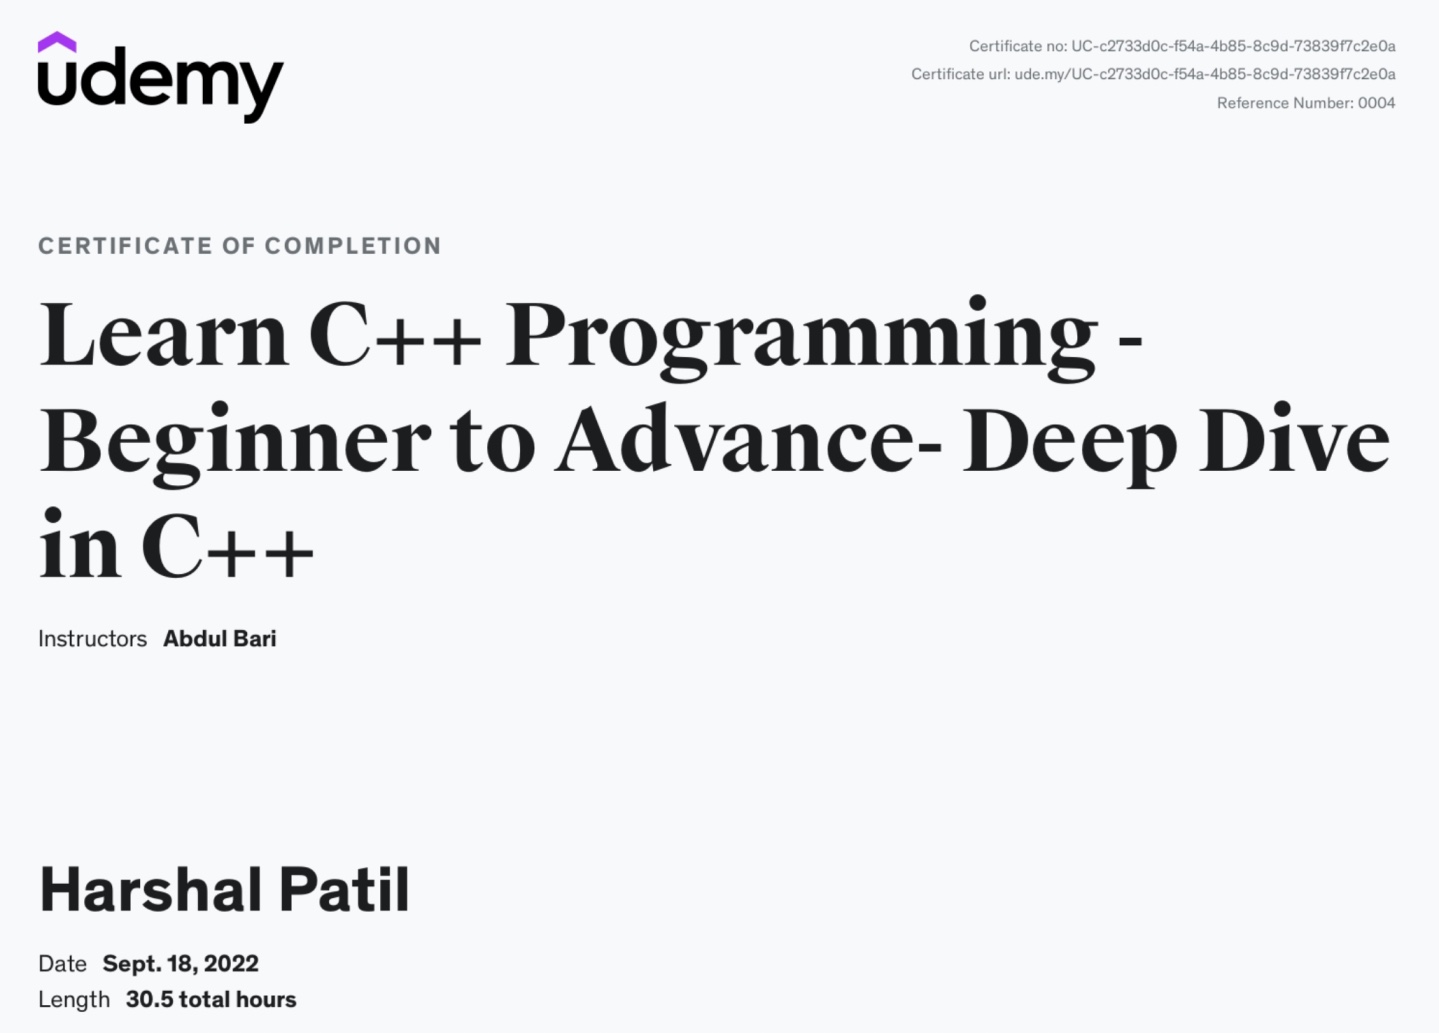 udemy
Certificate no: UC-c2733d0c-f54a-4b85-8c9d-73839f7c2e0a
Certificate url: ude.my/UC-c2733d0c-f54a-4b85-8c9d-73839f7c2e0a
Reference Number: 0004
CERTIFICATE OF COMPLETION
Learn C++ Programming -
Beginner to Advance- Deep Dive
in C++
Instructors Abdul Bari
Harshal Patil
Date Sept. 18, 2022
Length 30.5 total hours